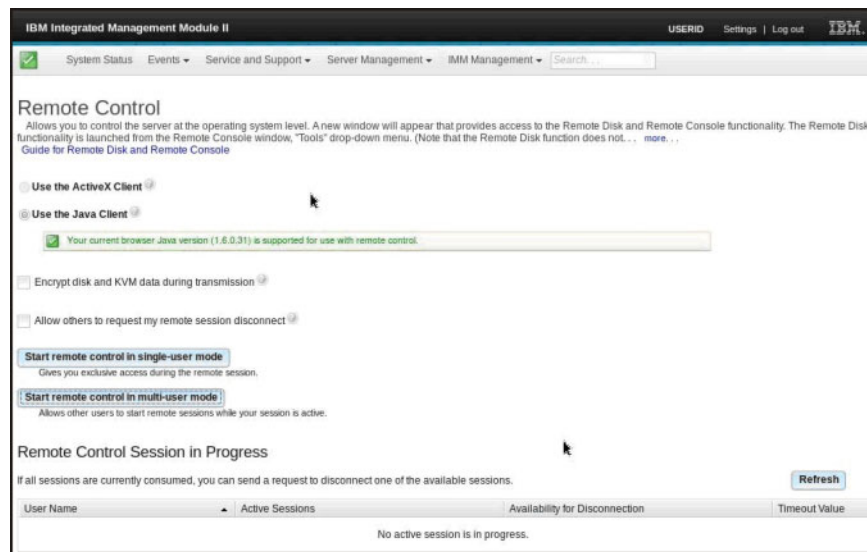 IBM Integrated Management Module II
USERID Settings | Log out IBM.
System Status Events Service and Support Server Management IMM Management Search...
Remote Control
Allows you to control the server at the operating system level. A new window will appear that provides access to the Remote Disk and Remote Console functionality. The Remote Disk
functionality is launched from the Remote Console window, "Tools" drop-down menu. (Note that the Remote Disk function does not. . . more. . .
Guide for Remote Disk and Remote Console
Use the ActiveX Client
Use the Java Client
Your current browser Java version (1.6.0.31) is supported for use with remote control.
Encrypt disk and KVM data during transmission
Allow others to request my remote session disconnect
Start remote control in single-user mode
Gives you exclusive access during the remote session.
Start remote control in multi-user mode
Allows other users to start remote sessions while your session is active.
Remote Control Session in Progress
If all sessions are currently consumed, you can send a request to disconnect one of the available sessions.
Refresh
User Name Active Sessions Availability for Disconnection Timeout Value
No active session is in progress.